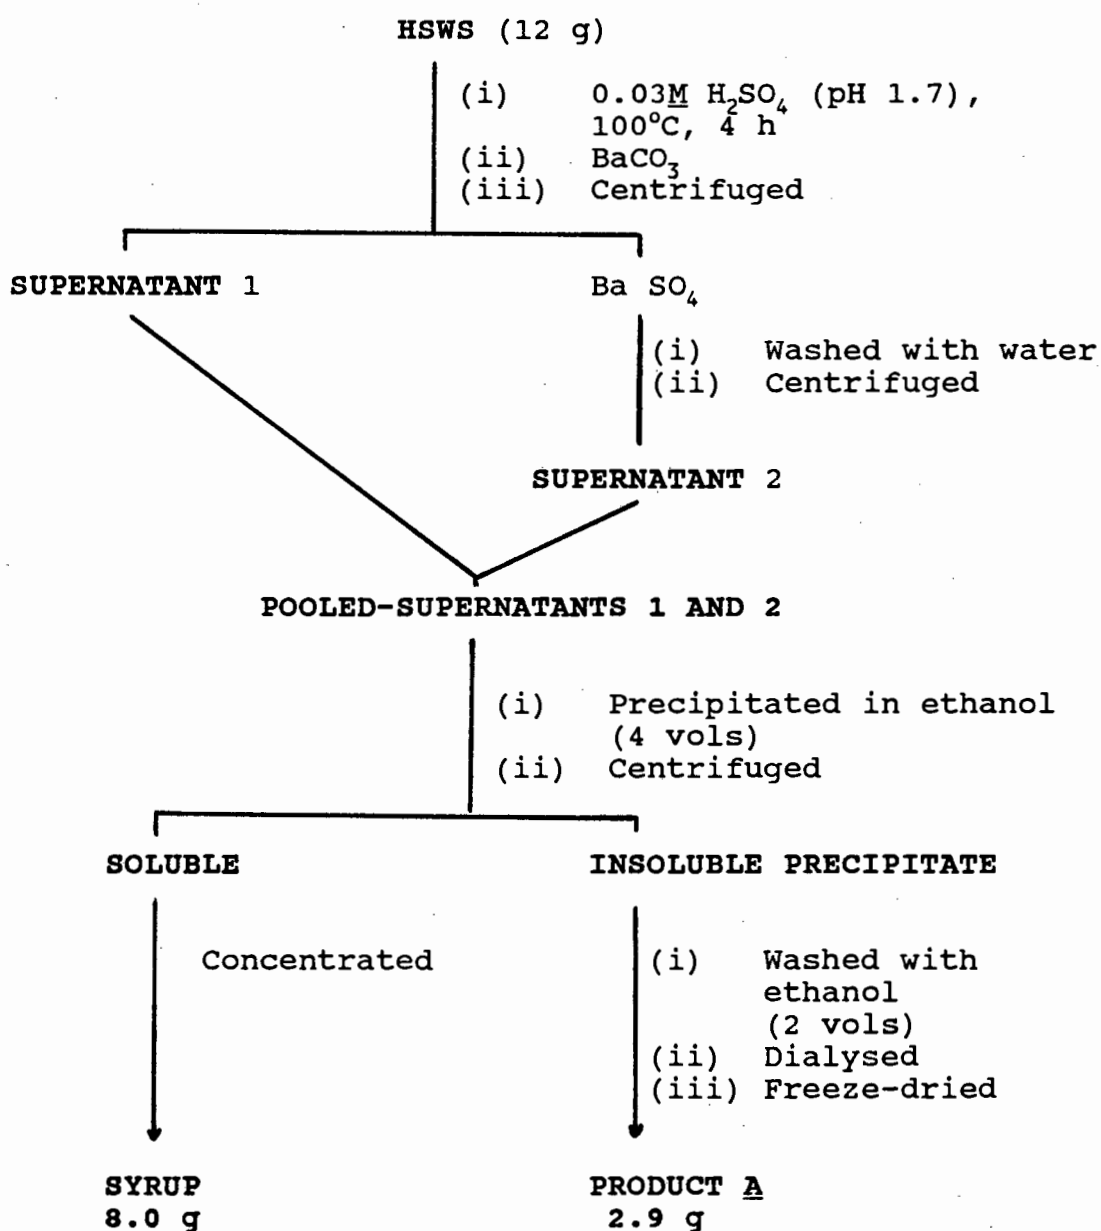 HSWS (12 g)
(i) 0.03M H₂SO₄ (pH 1.7),
100°C, 4 h
(ii) BaCO₃
(iii) Centrifuged
SUPERNATANT 1
Ba SO₄
(i) Washed with water
(ii) Centrifuged
SUPERNATANT 2
POOLED-SUPERNATANTS 1 AND 2
(i) Precipitated in ethanol
(4 vols)
(ii) Centrifuged
SOLUBLE
INSOLUBLE PRECIPITATE
Concentrated
(i) Washed with
ethanol
(2 vols)
(ii) Dialysed
(iii) Freeze-dried
SYRUP
8.0 g
PRODUCT A
2.9 g